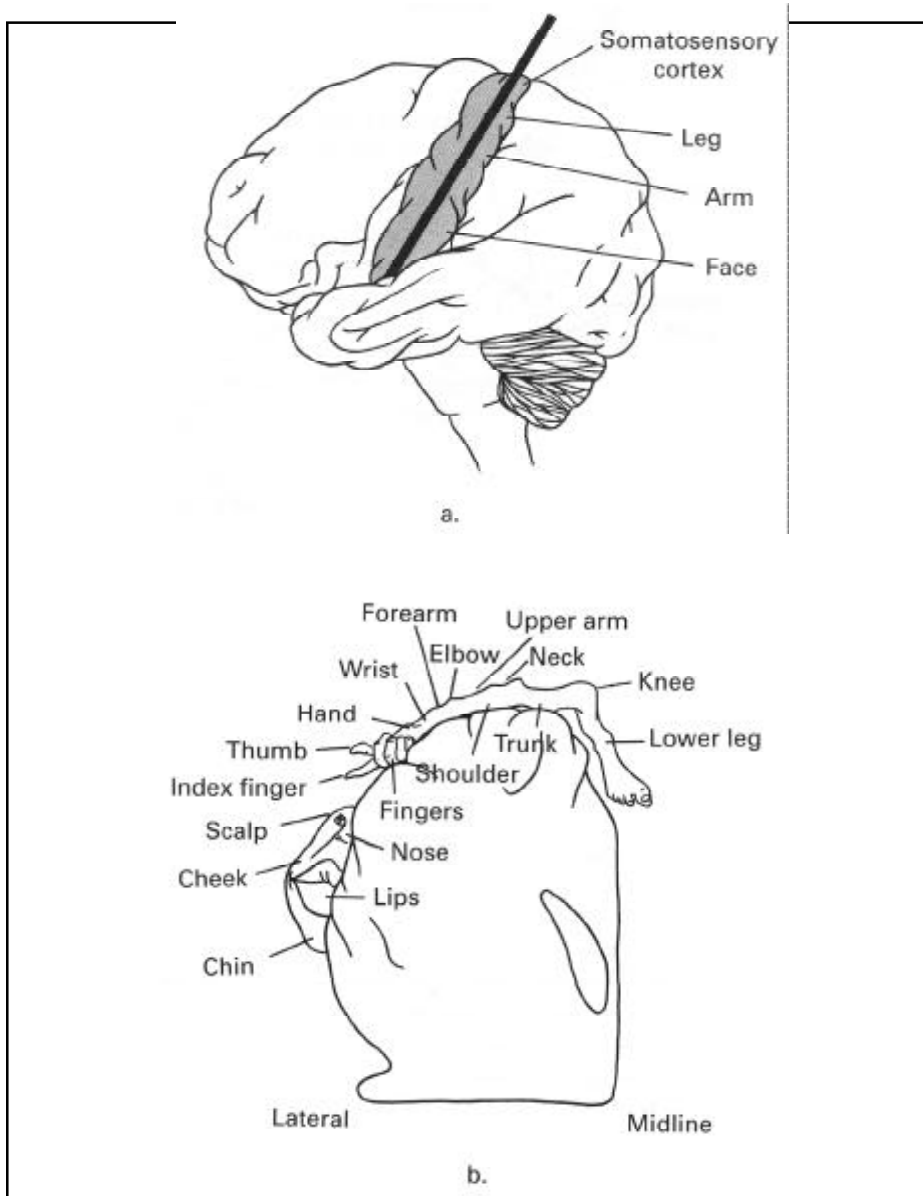 Somatosensory
cortex
Leg
Arm
Face
a.
Forearm
Upper arm
Elbow
Neck
Wrist
Knee
Hand
Trunk
Lower leg
Thumb
Shoulder
Index finger
Fingers
Scalp
Nose
Cheek
Lips
Chin
Lateral
Midline
b.